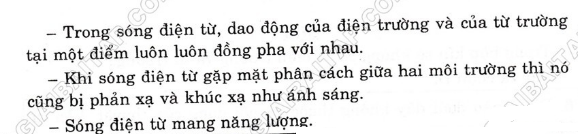 – Trong sóng điện từ, dao động của điện trường và của từ trường
tại một điểm luôn luôn đồng pha với nhau.
– Khi sóng điện từ gặp mặt phân cách giữa hai môi trường thì nó
cũng bị phản xạ và khúc xạ như ánh sáng.
– Sóng điện từ mang năng lượng.